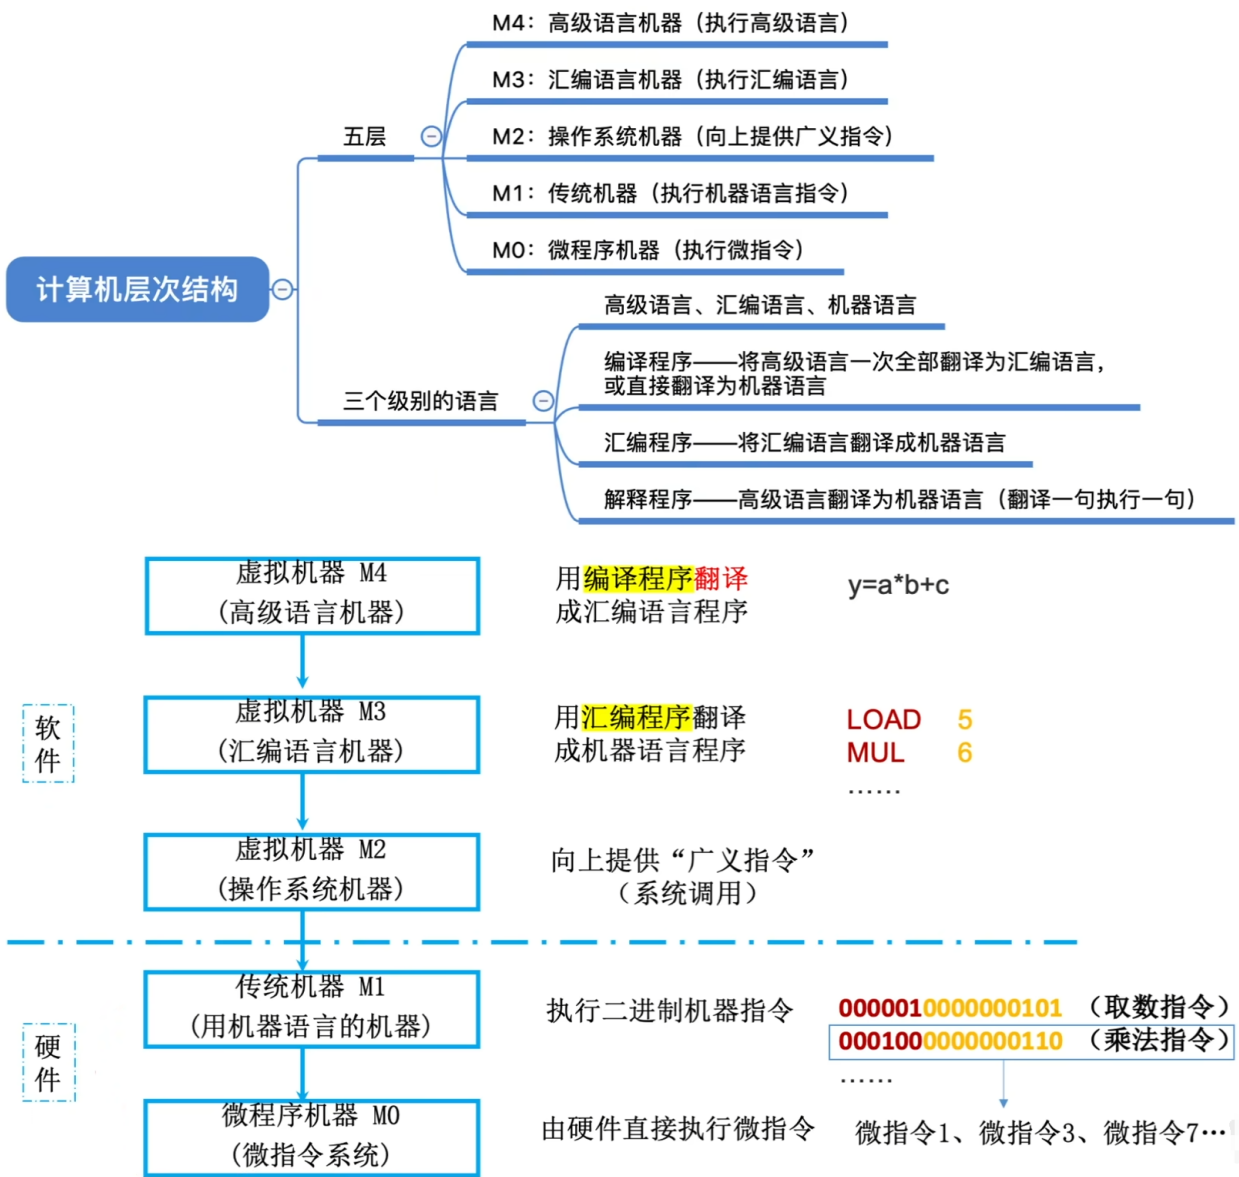 M4：高级语言机器（执行高级语言）
M3：汇编语言机器（执行汇编语言）
五层
M2：操作系统机器（向上提供广义指令）
M1：传统机器（执行机器语言指令）
M0：微程序机器（执行微指令）
计算机层次结构
高级语言、汇编语言、机器语言
编译程序——将高级语言一次全部翻译为汇编语言，
或直接翻译为机器语言
三个级别的语言
汇编程序——将汇编语言翻译成机器语言
解释程序——高级语言翻译为机器语言（翻译一句执行一句）
虚拟机器 M4
(高级语言机器)
用编译程序翻译
成汇编语言程序
y=a*b+c
软件
虚拟机器 M3
(汇编语言机器)
用汇编程序翻译
成机器语言程序
LOAD 5
MUL 6
……
虚拟机器 M2
(操作系统机器)
向上提供“广义指令”
（系统调用）
硬件
传统机器 M1
(用机器语言的机器)
执行二进制机器指令
0000010000000101 （取数指令）
0001000000000110 （乘法指令）
……
微程序机器 M0
(微指令系统)
由硬件直接执行微指令
微指令1、微指令3、微指令7…